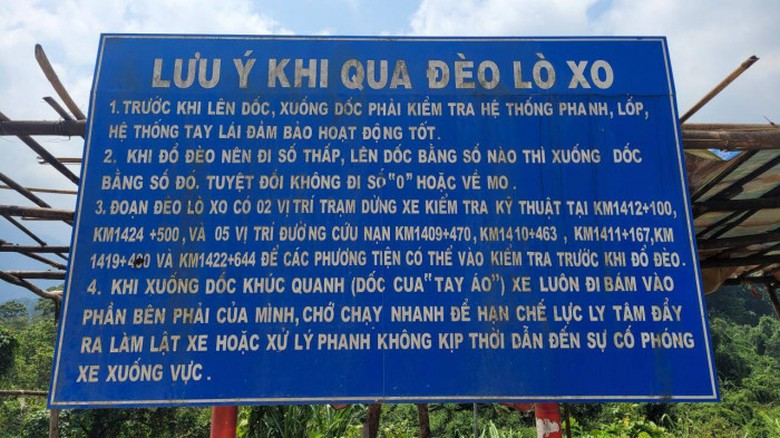 LƯU Ý KHI QUA ĐÈO LÒ XO
1. TRƯỚC KHI LÊN DỐC, XUỐNG DỐC PHẢI KIỂM TRA HỆ THỐNG PHANH, LỐP,
HỆ THỐNG TAY LÁI ĐẢM BẢO HOẠT ĐỘNG TỐT.
2. KHI ĐỔ ĐÈO NÊN ĐI SỐ THẤP, LÊN DỐC BẰNG SỐ NÀO THÌ XUỐNG DỐC
BẰNG SỐ ĐÓ. TUYỆT ĐỐI KHÔNG ĐI SỐ "0" HOẶC VỀ MO.
3. ĐOẠN ĐÈO LÒ XO CÓ 02 VỊ TRÍ TRẠM DỪNG XE KIỂM TRA KỸ THUẬT TẠI KM1412+100,
KM1424 +500, VÀ 05 VỊ TRÍ ĐƯỜNG CỨU NẠN KM1409+470, KM1410+463 , KM1411+167, KM
1419+400 VÀ KM1422+644 ĐỂ CÁC PHƯƠNG TIỆN CÓ THỂ VÀO KIỂM TRA TRƯỚC KHI ĐỔ ĐÈO.
4. KHI XUỐNG DỐC KHÚC QUANH (DỐC CUA "TAY ÁO") XE LUÔN ĐI BÁM VÀO
PHẦN BÊN PHẢI CỦA MÌNH, CHỚ CHẠY NHANH ĐỂ HẠN CHẾ LỰC LY TÂM ĐẨY
RA LÀM LẬT XE HOẶC XỬ LÝ PHANH KHÔNG KỊP THỜI DẪN ĐẾN SỰ CỐ PHÓNG
XE XUỐNG VỰC .